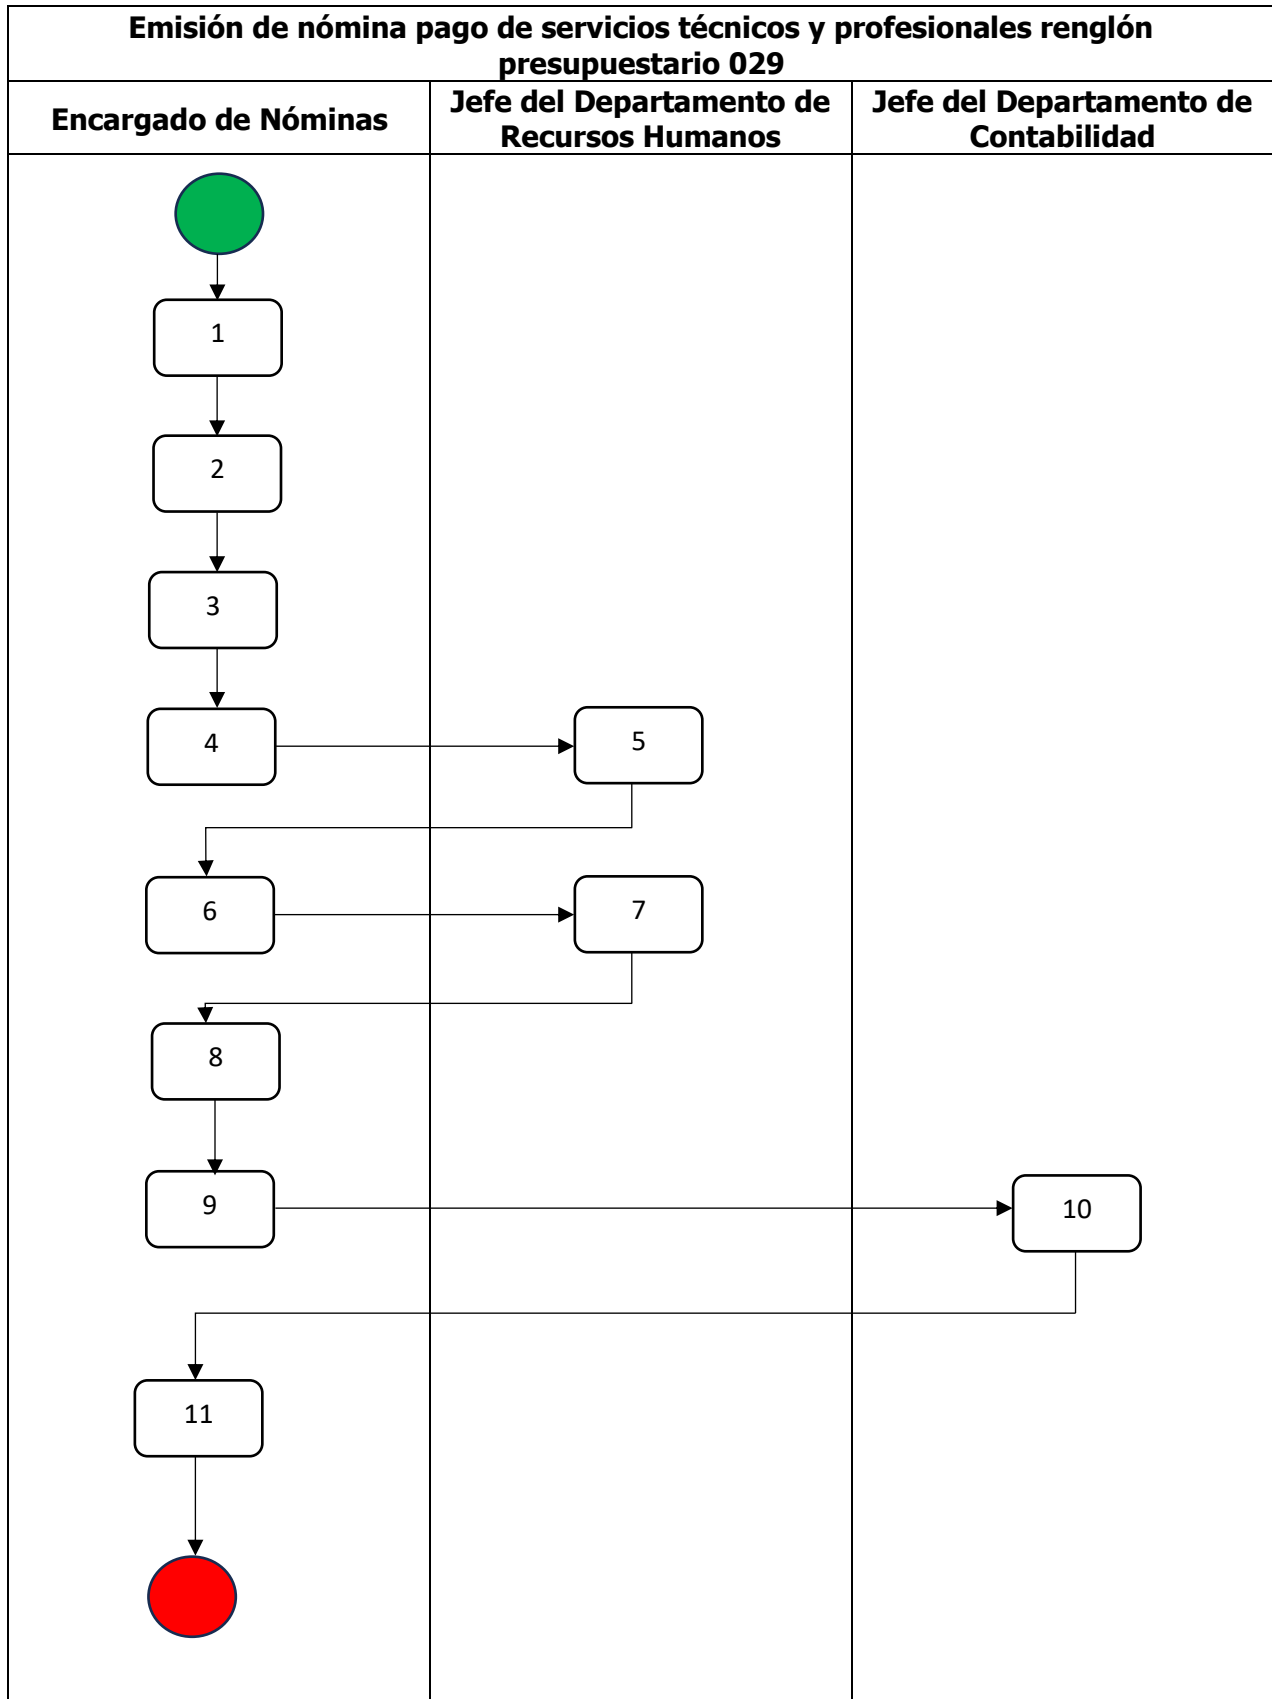 Emisión de nómina pago de servicios técnicos y profesionales renglón
presupuestario 029
Encargado de Nóminas
Jefe del Departamento de
Recursos Humanos
Jefe del Departamento de
Contabilidad
1
2
3
4
5
6
7
8
9
10
11